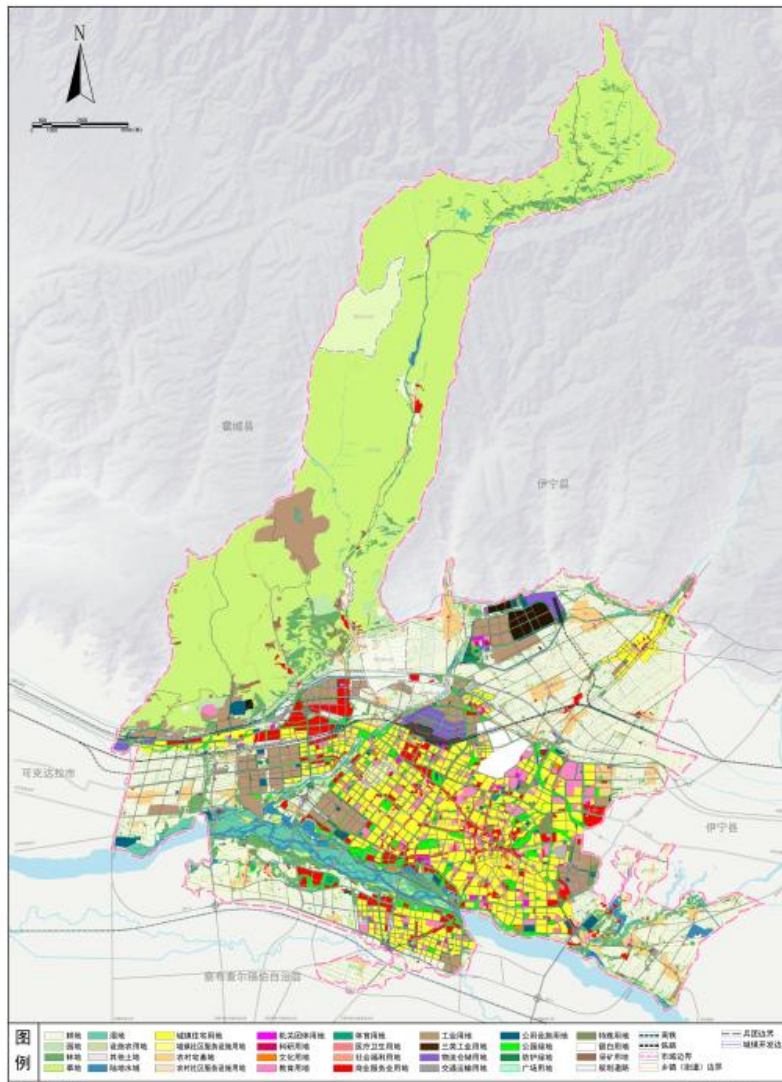 N
霍城县
伊宁县
可克达拉市
伊宁县
察布查尔锡伯自治县
图例
耕地
园地
林地
草地
湿地
设施农用地
其他土地
陆地水域
城镇住宅用地
城镇社区服务设施用地
农村宅基地
农村社区服务设施用地
机关团体用地
科研用地
文化用地
教育用地
体育用地
医疗卫生用地
社会福利用地
商业服务业用地
工业用地
三类工业用地
物流仓储用地
交通运输用地
公用设施用地
公园绿地
防护绿地
广场用地
特殊用地
留白用地
采矿用地
规划道路
高铁
铁路
市域边界
乡镇（街道）边界
兵团边界
城镇开发边